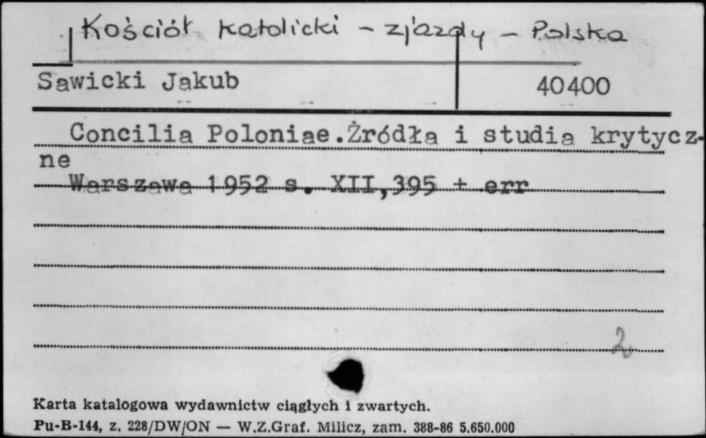 Kościół katolicki - zjazdy - Polska
Sawicki Jakub 40400
Concilia Poloniae.Źródła i studia krytycz-
ne
Warszawa 1952 s. XII,395 + err
2
Karta katalogowa wydawnictw ciągłych i zwartych.
Pu-B-144, z. 228/DW/ON — W.Z.Graf. Milicz, zam. 388-86 5.650.000